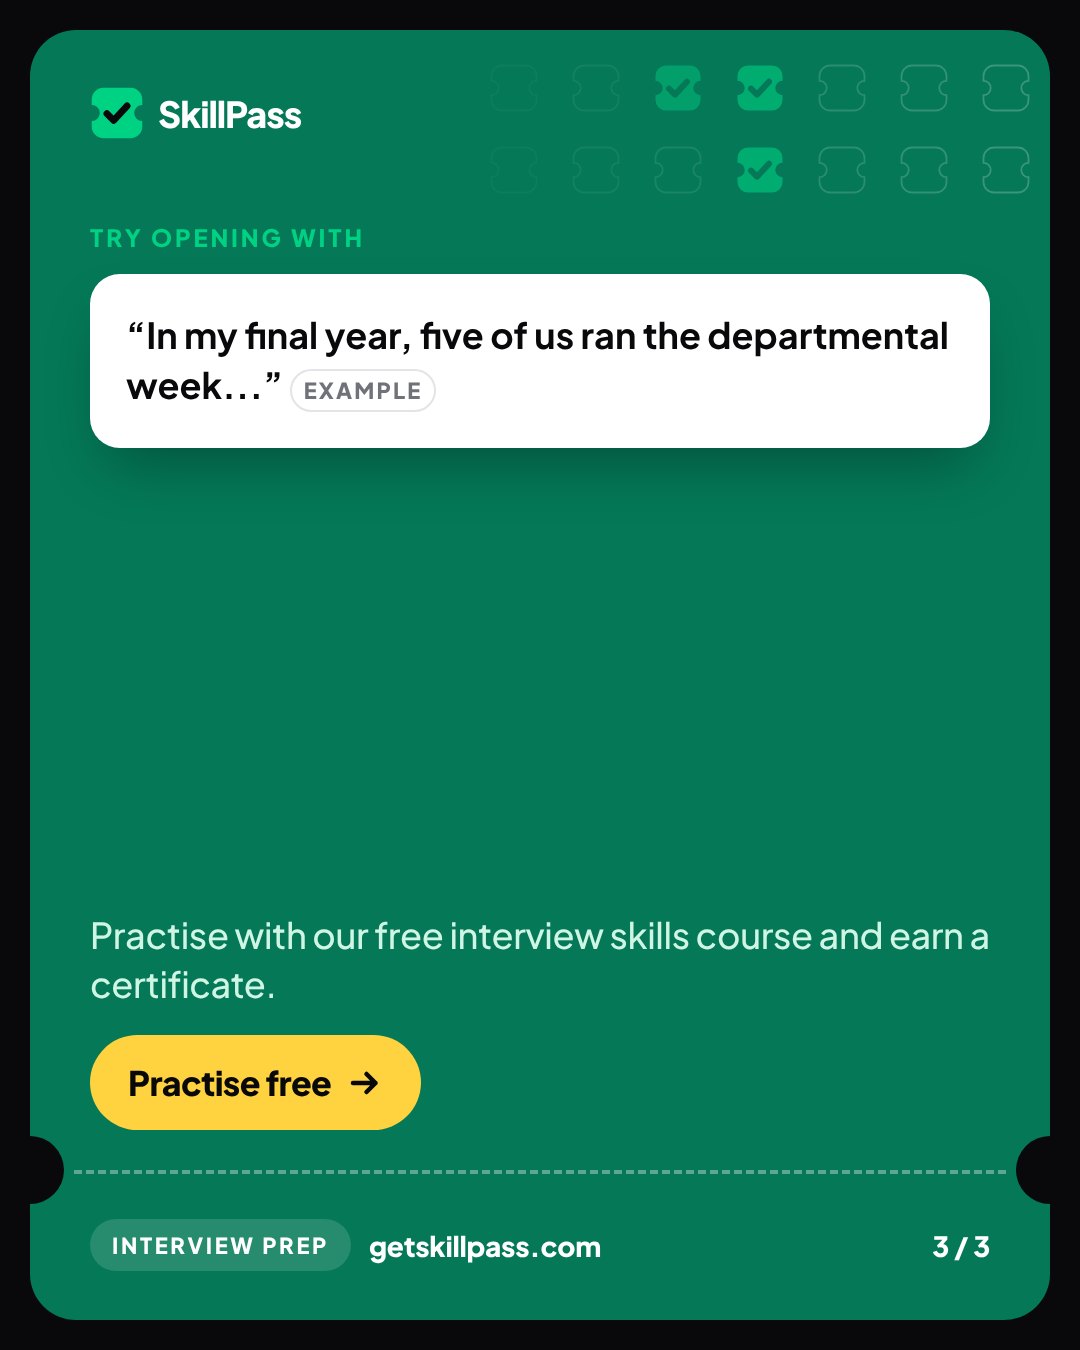 SkillPass
TRY OPENING WITH
“In my final year, five of us ran the departmental
week...” EXAMPLE
Practise with our free interview skills course and earn a
certificate.
Practise free →
INTERVIEW PREP getskillpass.com 3 / 3